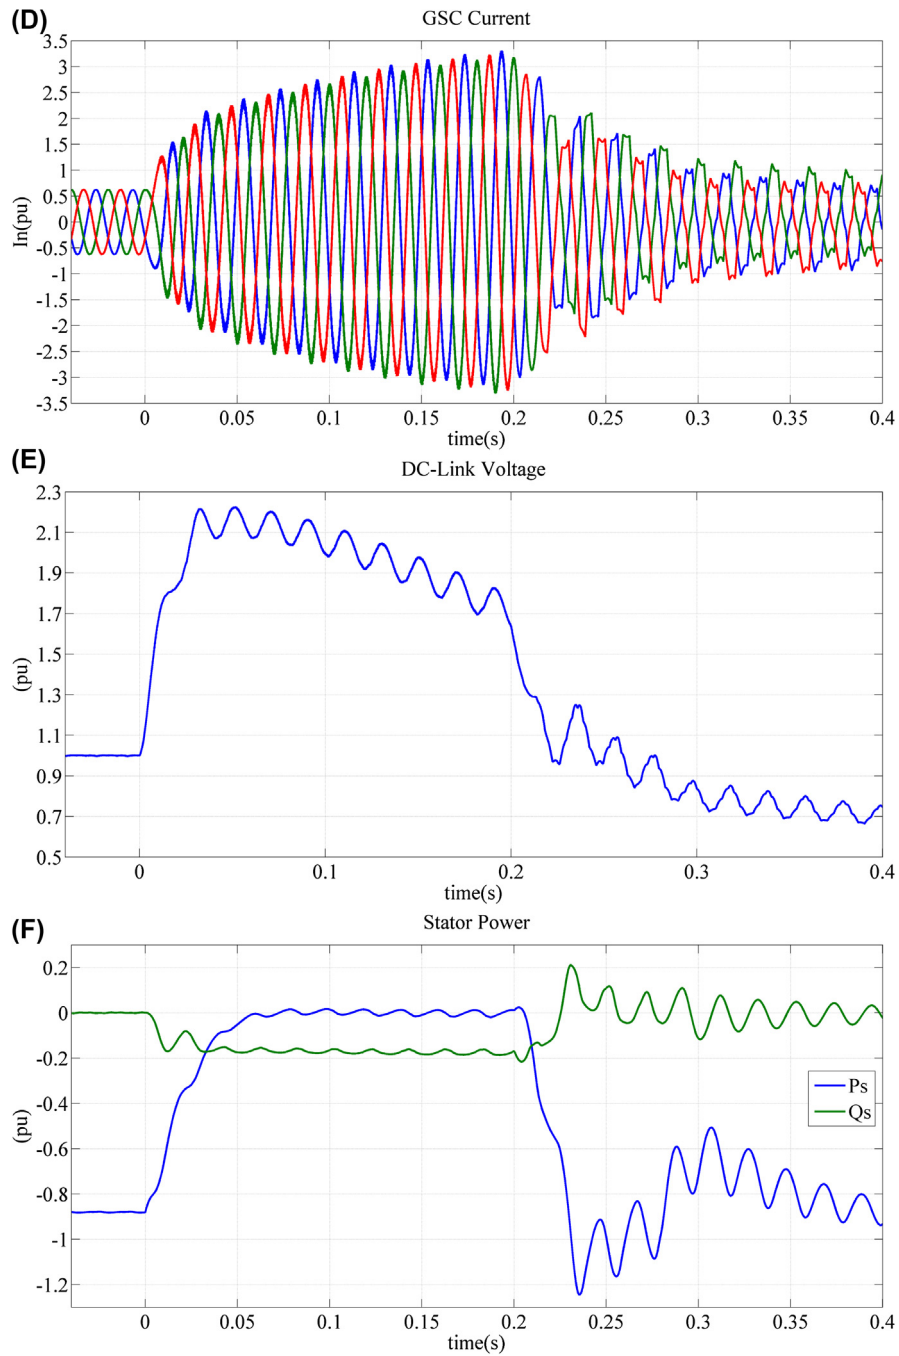 (D)
GSC Current
3.5
3
2.5
2
1.5
1
0.5
0
-0.5
-1
-1.5
-2
-2.5
-3
-3.5
In(pu)
0 0.05 0.1 0.15 0.2 0.25 0.3 0.35 0.4
time(s)
(E)
DC-Link Voltage
2.3
2.1
1.9
1.7
1.5
1.3
1.1
0.9
0.7
0.5
(pu)
0 0.1 0.2 0.3 0.4
time(s)
(F)
Stator Power
0.2
0
-0.2
-0.4
-0.6
-0.8
-1
-1.2
(pu)
Ps
Qs
0 0.05 0.1 0.15 0.2 0.25 0.3 0.35 0.4
time(s)